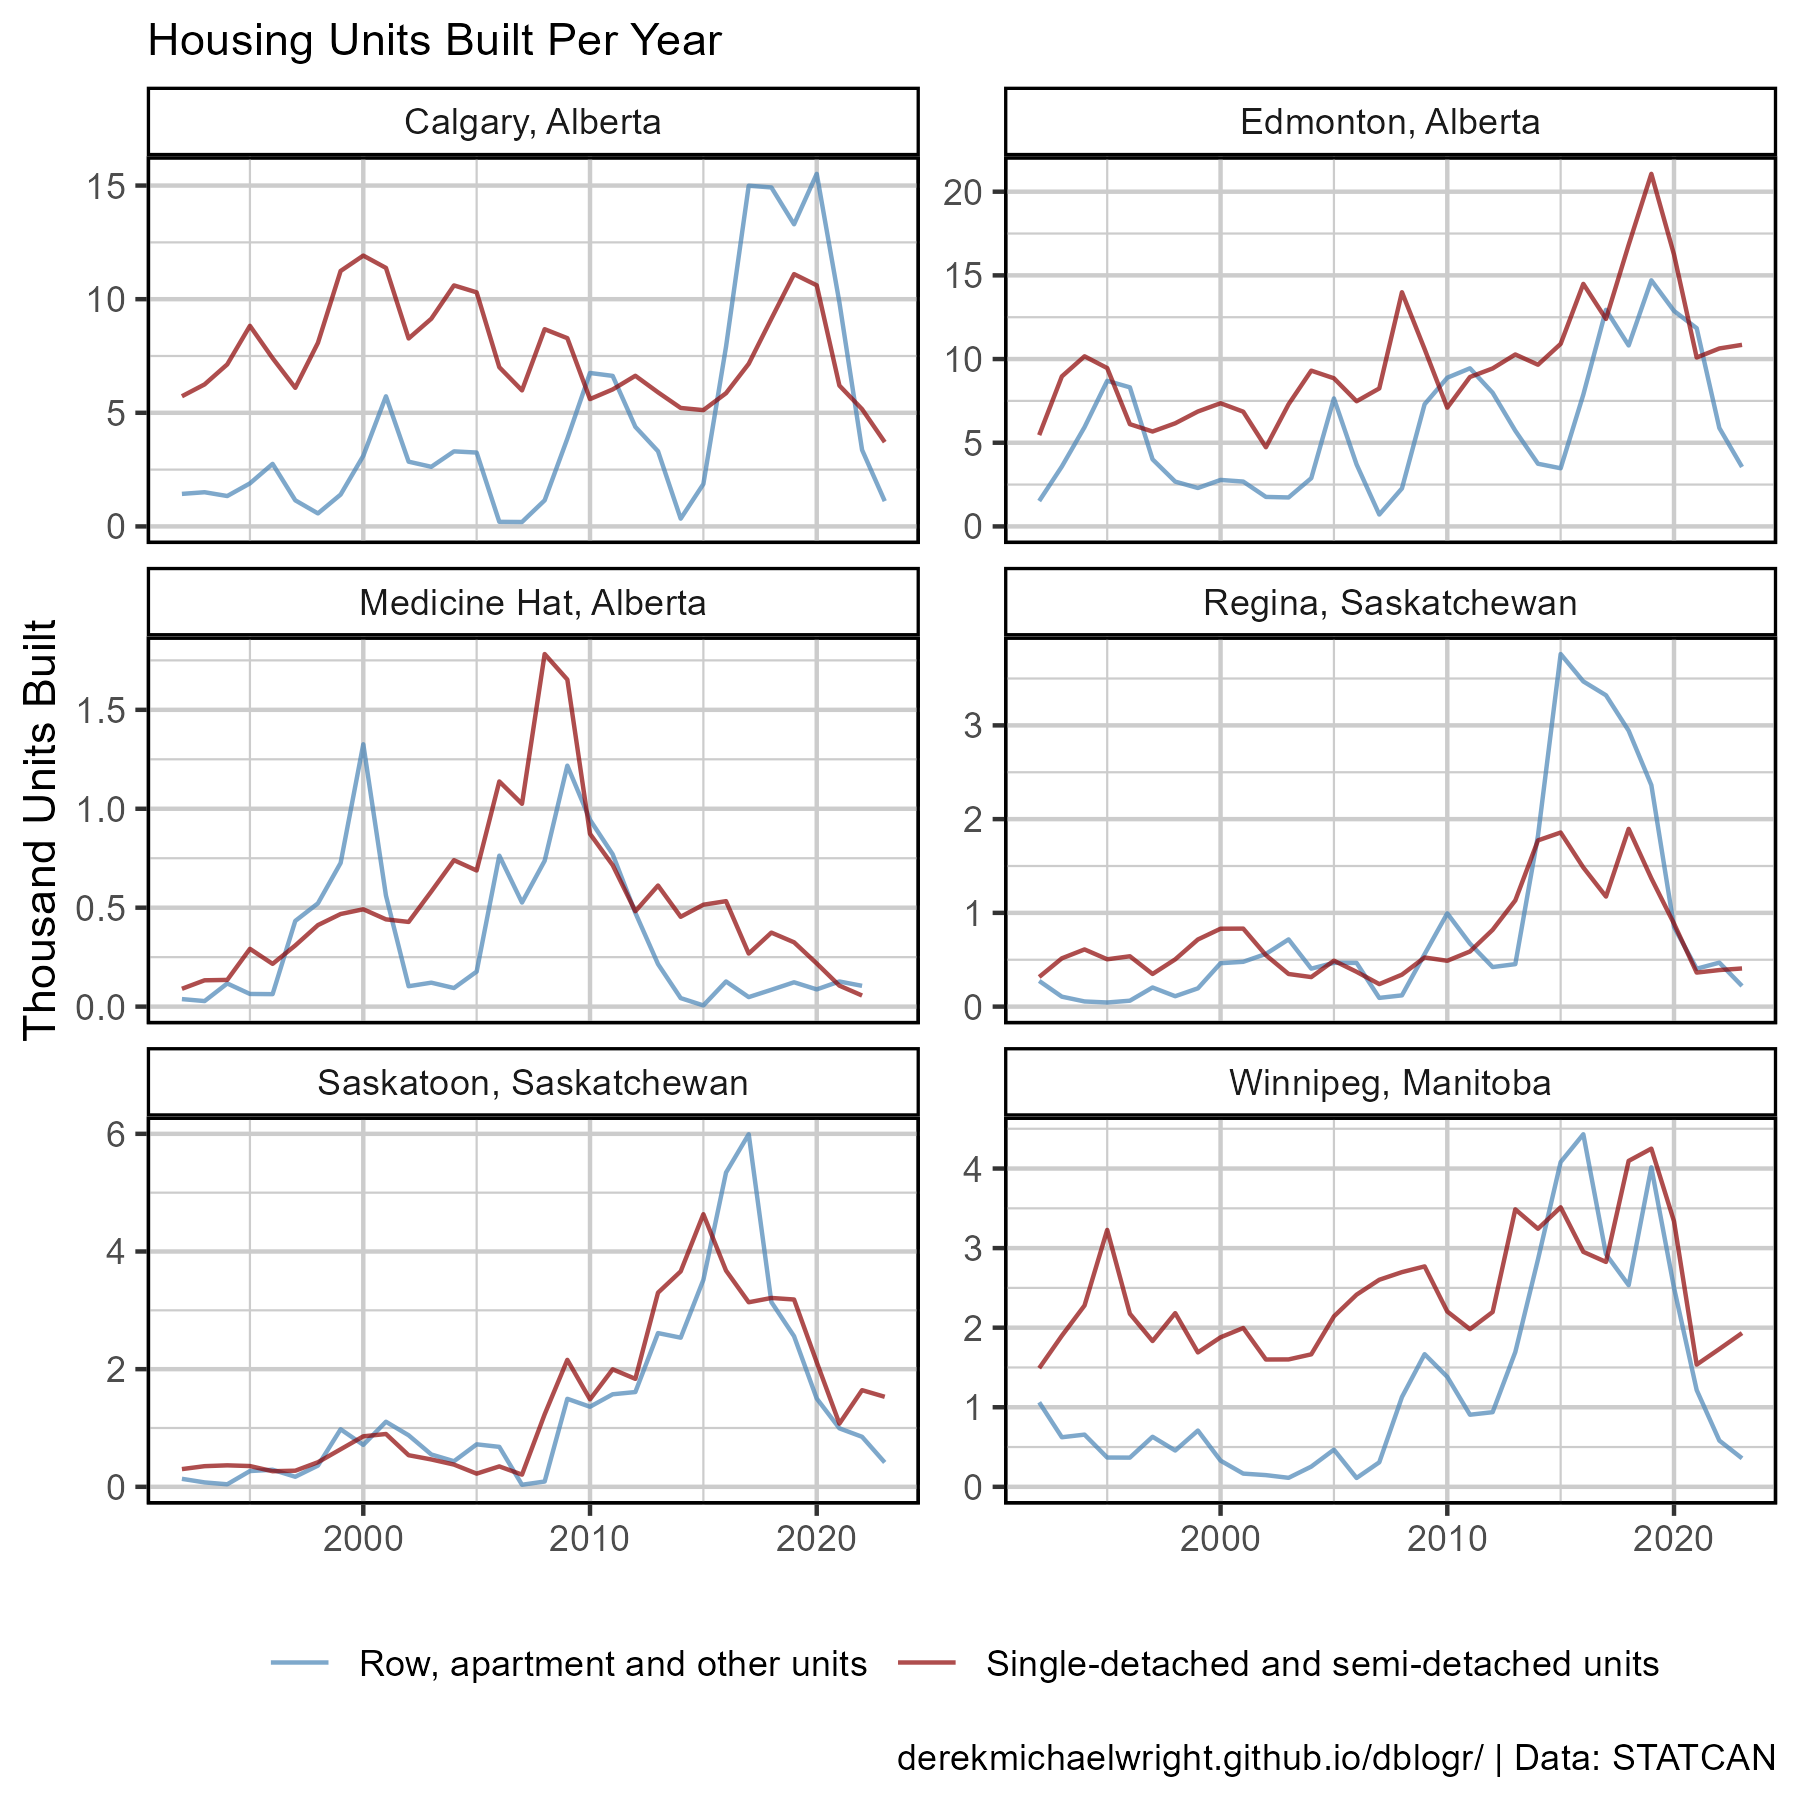 Housing Units Built Per Year
Calgary, Alberta
Edmonton, Alberta
15
10
5
0
20
15
10
5
0
Medicine Hat, Alberta
Regina, Saskatchewan
1.5
1.0
0.5
0.0
3
2
1
0
Saskatoon, Saskatchewan
Winnipeg, Manitoba
6
4
2
0
4
3
2
1
0
2000 2010 2020
2000 2010 2020
Thousand Units Built
Row, apartment and other units
Single-detached and semi-detached units
derekmichaelwright.github.io/dblogr/ | Data: STATCAN